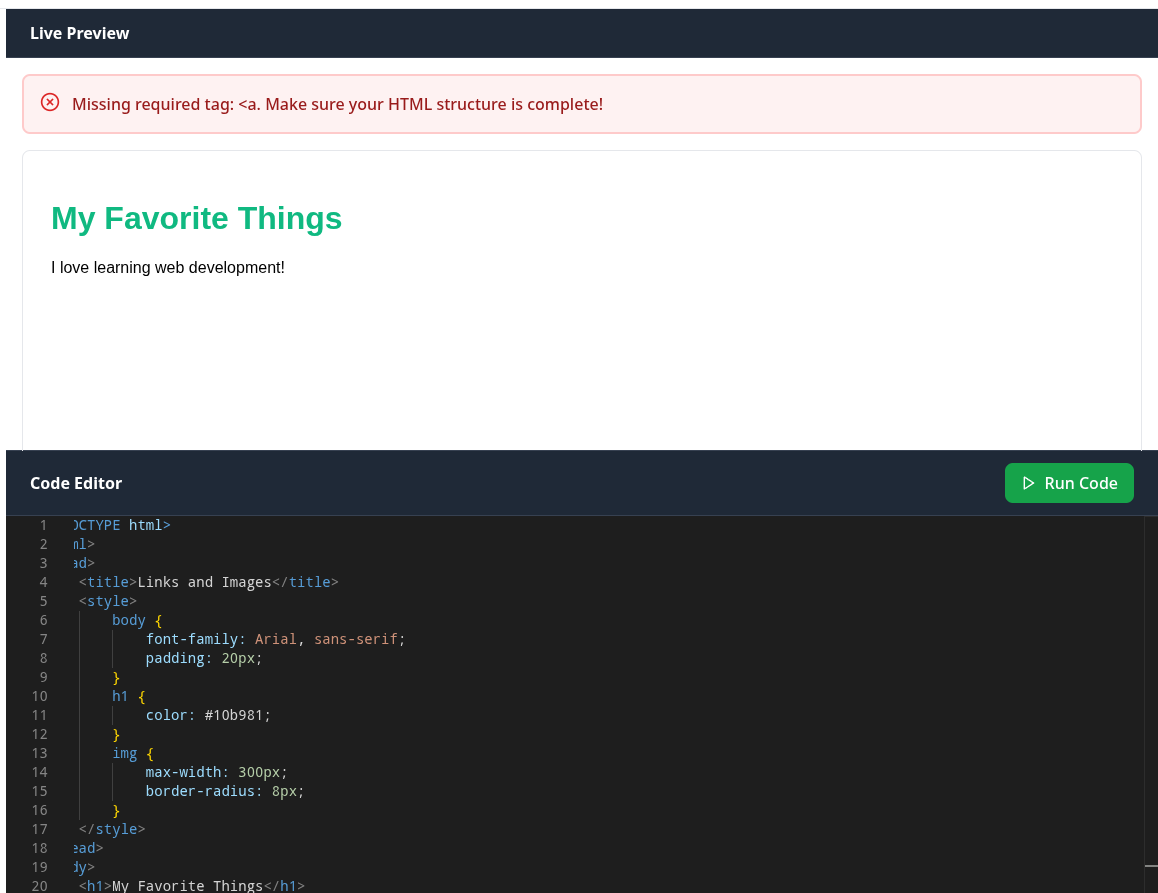 Live Preview
Missing required tag: <a. Make sure your HTML structure is complete!
My Favorite Things
I love learning web development!
Code Editor
Run Code
1 OCTYPE html>
2 ml>
3 ad>
4 <title>Links and Images</title>
5 <style>
6 body {
7 font-family: Arial, sans-serif;
8 padding: 20px;
9 }
10 h1 {
11 color: #10b981;
12 }
13 img {
14 max-width: 300px;
15 border-radius: 8px;
16 }
17 </style>
18 ead>
19 dy>
20 <h1>My Favorite Things</h1>